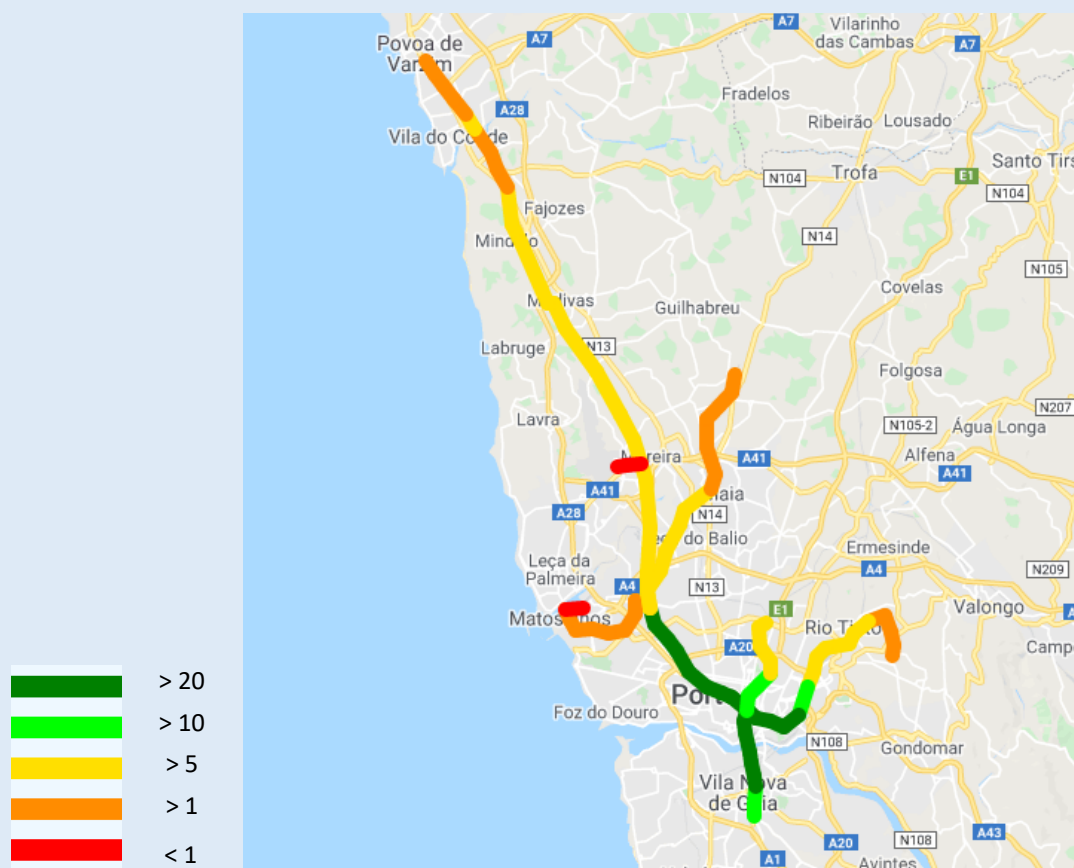 Vilarinho
das Cambas
A7
A7
A7
Povoa de
Varzim
Fradelos
A28
Ribeirão
Lousado
Vila do Conde
Santo Tirs
Trofa
E1
N104
N104
Fajozes
N14
Mindelo
N105
Covelas
Modivas
Guilhabreu
N13
Labruge
Folgosa
N207
Lavra
N105-2
Água Longa
Moreira
A41
Alfena
A41
A41
Maia
A28
N14
do Balio
Ermesinde
Leça da
Palmeira
A4
N209
A4
N13
Valongo
E1
Matosinhos
Rio Tinto
A20
Camp
> 20
Porto
Foz do Douro
> 10
N108
Gondomar
> 5
Vila Nova
de Gaia
> 1
A43
N108
A20
< 1
A1
Avintes